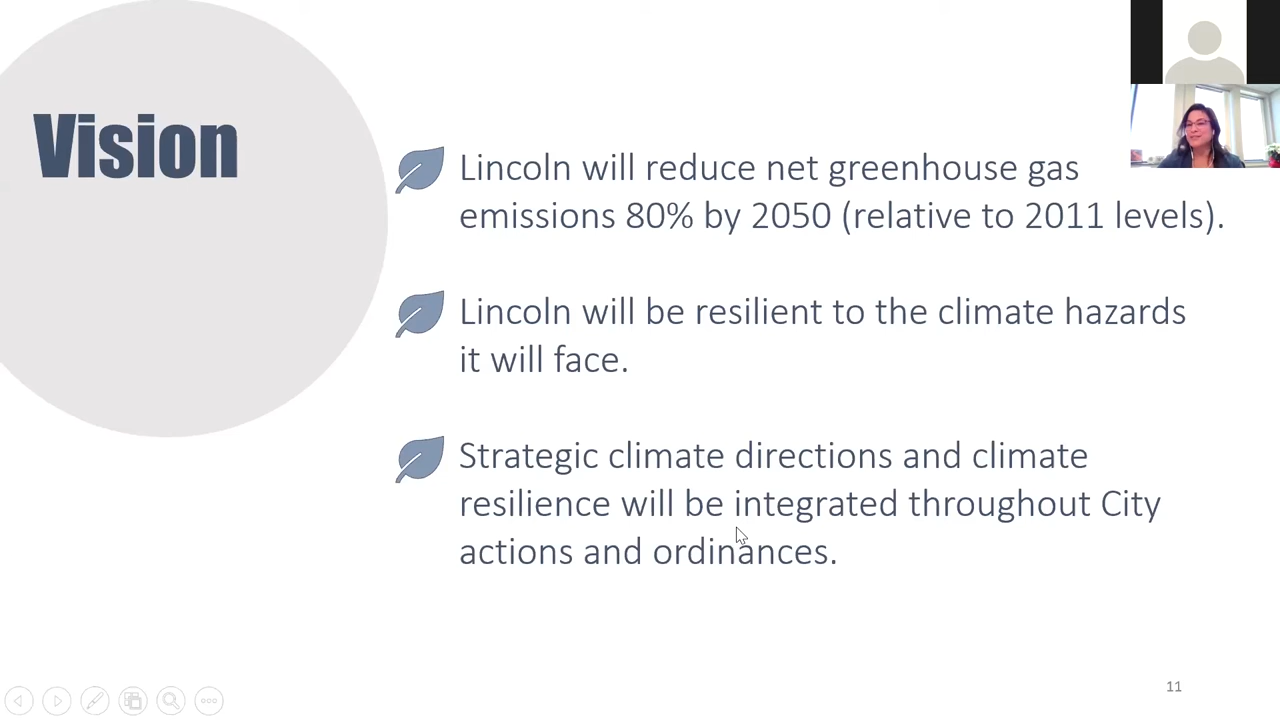 Vision
Lincoln will reduce net greenhouse gas
emissions 80% by 2050 (relative to 2011 levels).
Lincoln will be resilient to the climate hazards
it will face.
Strategic climate directions and climate
resilience will be integrated throughout City
actions and ordinances.
11